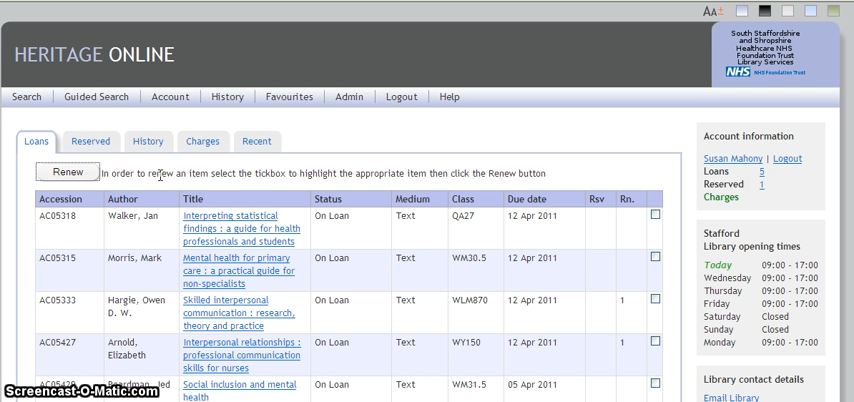 AA±
South Staffordshire
and Shropshire
Healthcare NHS
Foundation Trust
Library Services
NHS Foundation Trust
HERITAGE ONLINE
Search Guided Search Account History Favourites Admin Logout Help
Loans Reserved History Charges Recent
Renew In order to renew an item select the tickbox to highlight the appropriate item then click the Renew button
Accession Author Title Status Medium Class Due date Rsv Rn.
AC05318 Walker, Jan Interpreting statistical On Loan Text QA27 12 Apr 2011
findings : a guide for health
professionals and students
AC05315 Morris, Mark Mental health for primary On Loan Text WM30.5 12 Apr 2011
care : a practical guide for
non-specialists
AC05333 Hargie, Owen Skilled interpersonal On Loan Text WLM870 12 Apr 2011 1
D. W. communication : research,
theory and practice
AC05427 Arnold, Interpersonal relationships : On Loan Text WY150 12 Apr 2011 1
Elizabeth professional communication
skills for nurses
AC05429 Boardman, Jed Social inclusion and mental On Loan Text WM31.5 05 Apr 2011
health
Account information
Susan Mahony | Logout
Loans 5
Reserved 1
Charges
Stafford
Library opening times
Today 09:00 - 17:00
Wednesday 09:00 - 17:00
Thursday 09:00 - 17:00
Friday 09:00 - 17:00
Saturday Closed
Sunday Closed
Monday 09:00 - 17:00
Library contact details
Email Library
Screencast-O-Matic.com